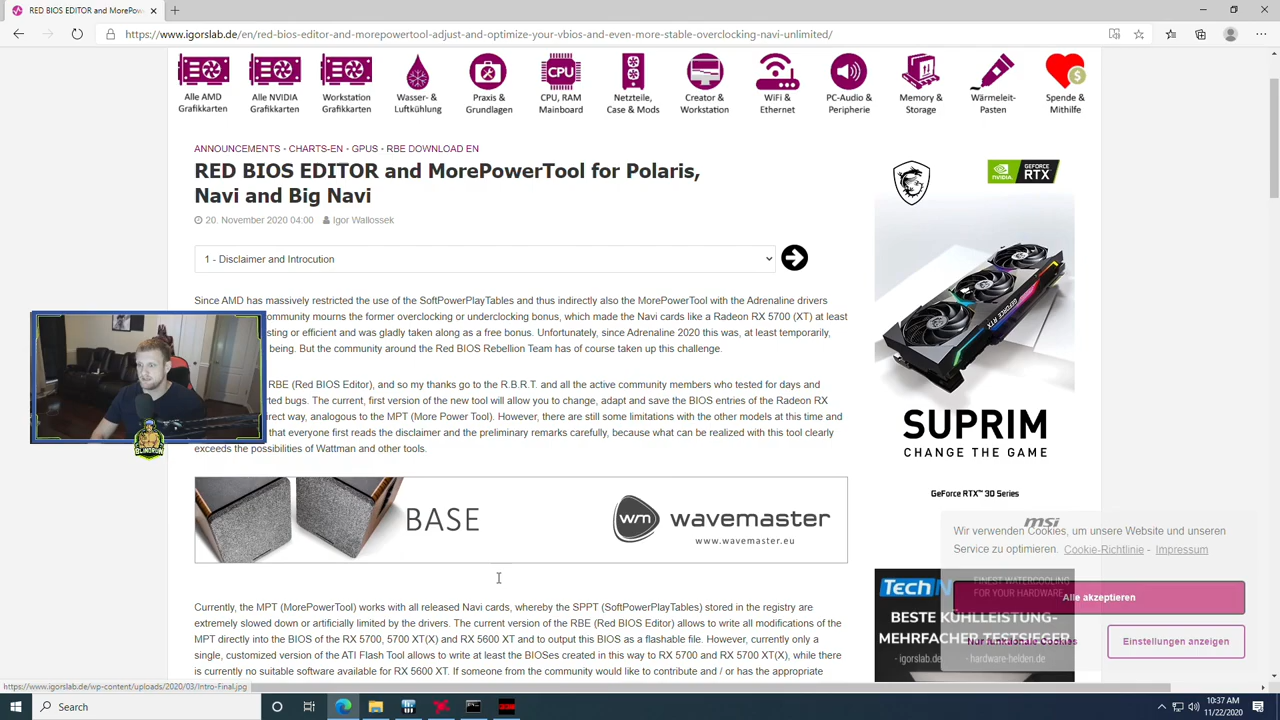 RED BIOS EDITOR and MorePow
https://www.igorslab.de/en/red-bios-editor-and-morepowertool-adjust-and-optimize-your-vbios-and-even-more-stable-overclocking-navi-unlimited/
Alle AMD
Grafikkarten
Alle NVIDIA
Grafikkarten
Workstation
Grafikkarten
Wasser- &
Luftkühlung
Praxis &
Grundlagen
CPU
CPU, RAM
Mainboard
Netzteile,
Case & Mods
Creator &
Workstation
WiFi &
Ethernet
PC-Audio &
Peripherie
Memory &
Storage
Wärmeleit-
Pasten
$
Spende &
Mithilfe
ANNOUNCEMENTS - CHARTS-EN - GPUS - RBE DOWNLOAD EN
RED BIOS EDITOR and MorePowerTool for Polaris,
Navi and Big Navi
20. November 2020 04:00 Igor Wallossek
1 - Disclaimer and Introcution
Since AMD has massively restricted the use of the SoftPowerPlayTables and thus indirectly also the MorePowerTool with the Adrenaline drivers
ommunity mourns the former overclocking or underclocking bonus, which made the Navi cards like a Radeon RX 5700 (XT) at least
sting or efficient and was gladly taken along as a free bonus. Unfortunately, since Adrenaline 2020 this was, at least temporarily,
being. But the community around the Red BIOS Rebellion Team has of course taken up this challenge.
RBE (Red BIOS Editor), and so my thanks go to the R.B.R.T. and all the active community members who tested for days and
rted bugs. The current, first version of the new tool will allow you to change, adapt and save the BIOS entries of the Radeon RX
irect way, analogous to the MPT (More Power Tool). However, there are still some limitations with the other models at this time and
that everyone first reads the disclaimer and the preliminary remarks carefully, because what can be realized with this tool clearly
exceeds the possibilities of Wattman and other tools.
BLINDRUN
BASE
wm wavemaster
www.wavemaster.eu
Currently, the MPT (MorePowerTool) works with all released Navi cards, whereby the SPPT (SoftPowerPlayTables) stored in the registry are
extremely slowed down or artificially limited by the drivers. The current version of the RBE (Red BIOS Editor) allows to write all modifications of the
MPT directly into the BIOS of the RX 5700, 5700 XT(X) and RX 5600 XT and to output this BIOS as a flashable file. However, currently only a
single, customized version of the ATI Flash Tool allows to write at least the BIOSes created in this way to RX 5700 and RX 5700 XT(X), while there
is currently no suitable software available for RX 5600 XT. If someone from the community would like to contribute and / or has the appropriate
NVIDIA
GEFORCE
RTX
SUPRIM
CHANGE THE GAME
GeForce RTX™ 30 Series
msi
Wir verwenden Cookies, um unsere Website und unseren
Service zu optimieren. Cookie-Richtlinie - Impressum
Alle akzeptieren
Nur funktionale Cookies
Einstellungen anzeigen
TechN
FINEST WATERCOOLING
FOR YOUR HARDWARE
BESTE KÜHLLEISTUNG-
MEHRFACHER TESTSIEGER
- igorslab.de - hardware-helden.de
https://www.igorslab.de/wp-content/uploads/2020/03/Intro-Final.jpg
Search
10:37 AM
11/22/2020